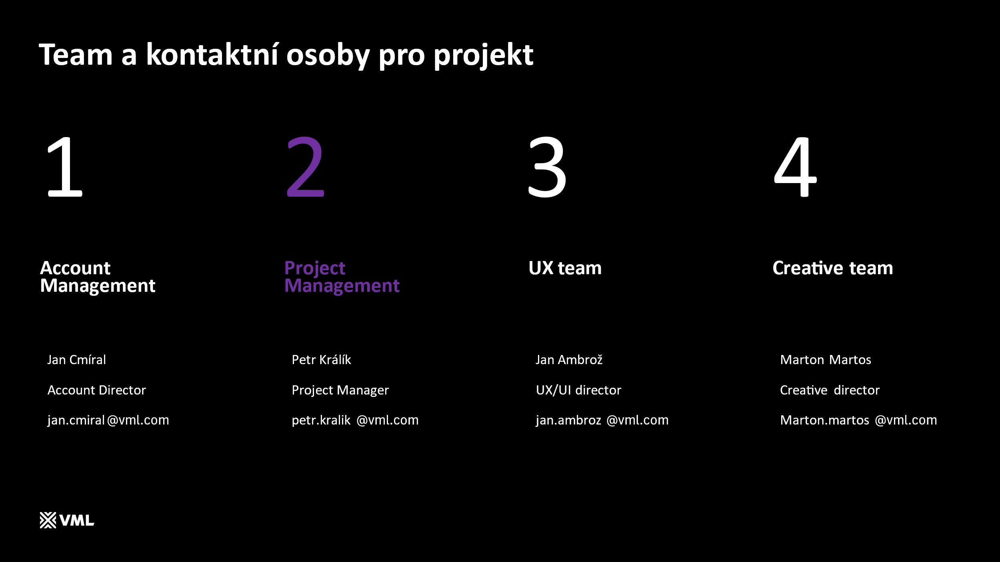 Team a kontaktní osoby pro projekt
1
2
3
4
Account
Management
Project
Management
UX team
Creative team
Jan Cmíral
Account Director
jan.cmiral@vml.com
Petr Králík
Project Manager
petr.kralik @vml.com
Jan Ambrož
UX/UI director
jan.ambroz @vml.com
Marton Martos
Creative director
Marton.martos @vml.com
VML